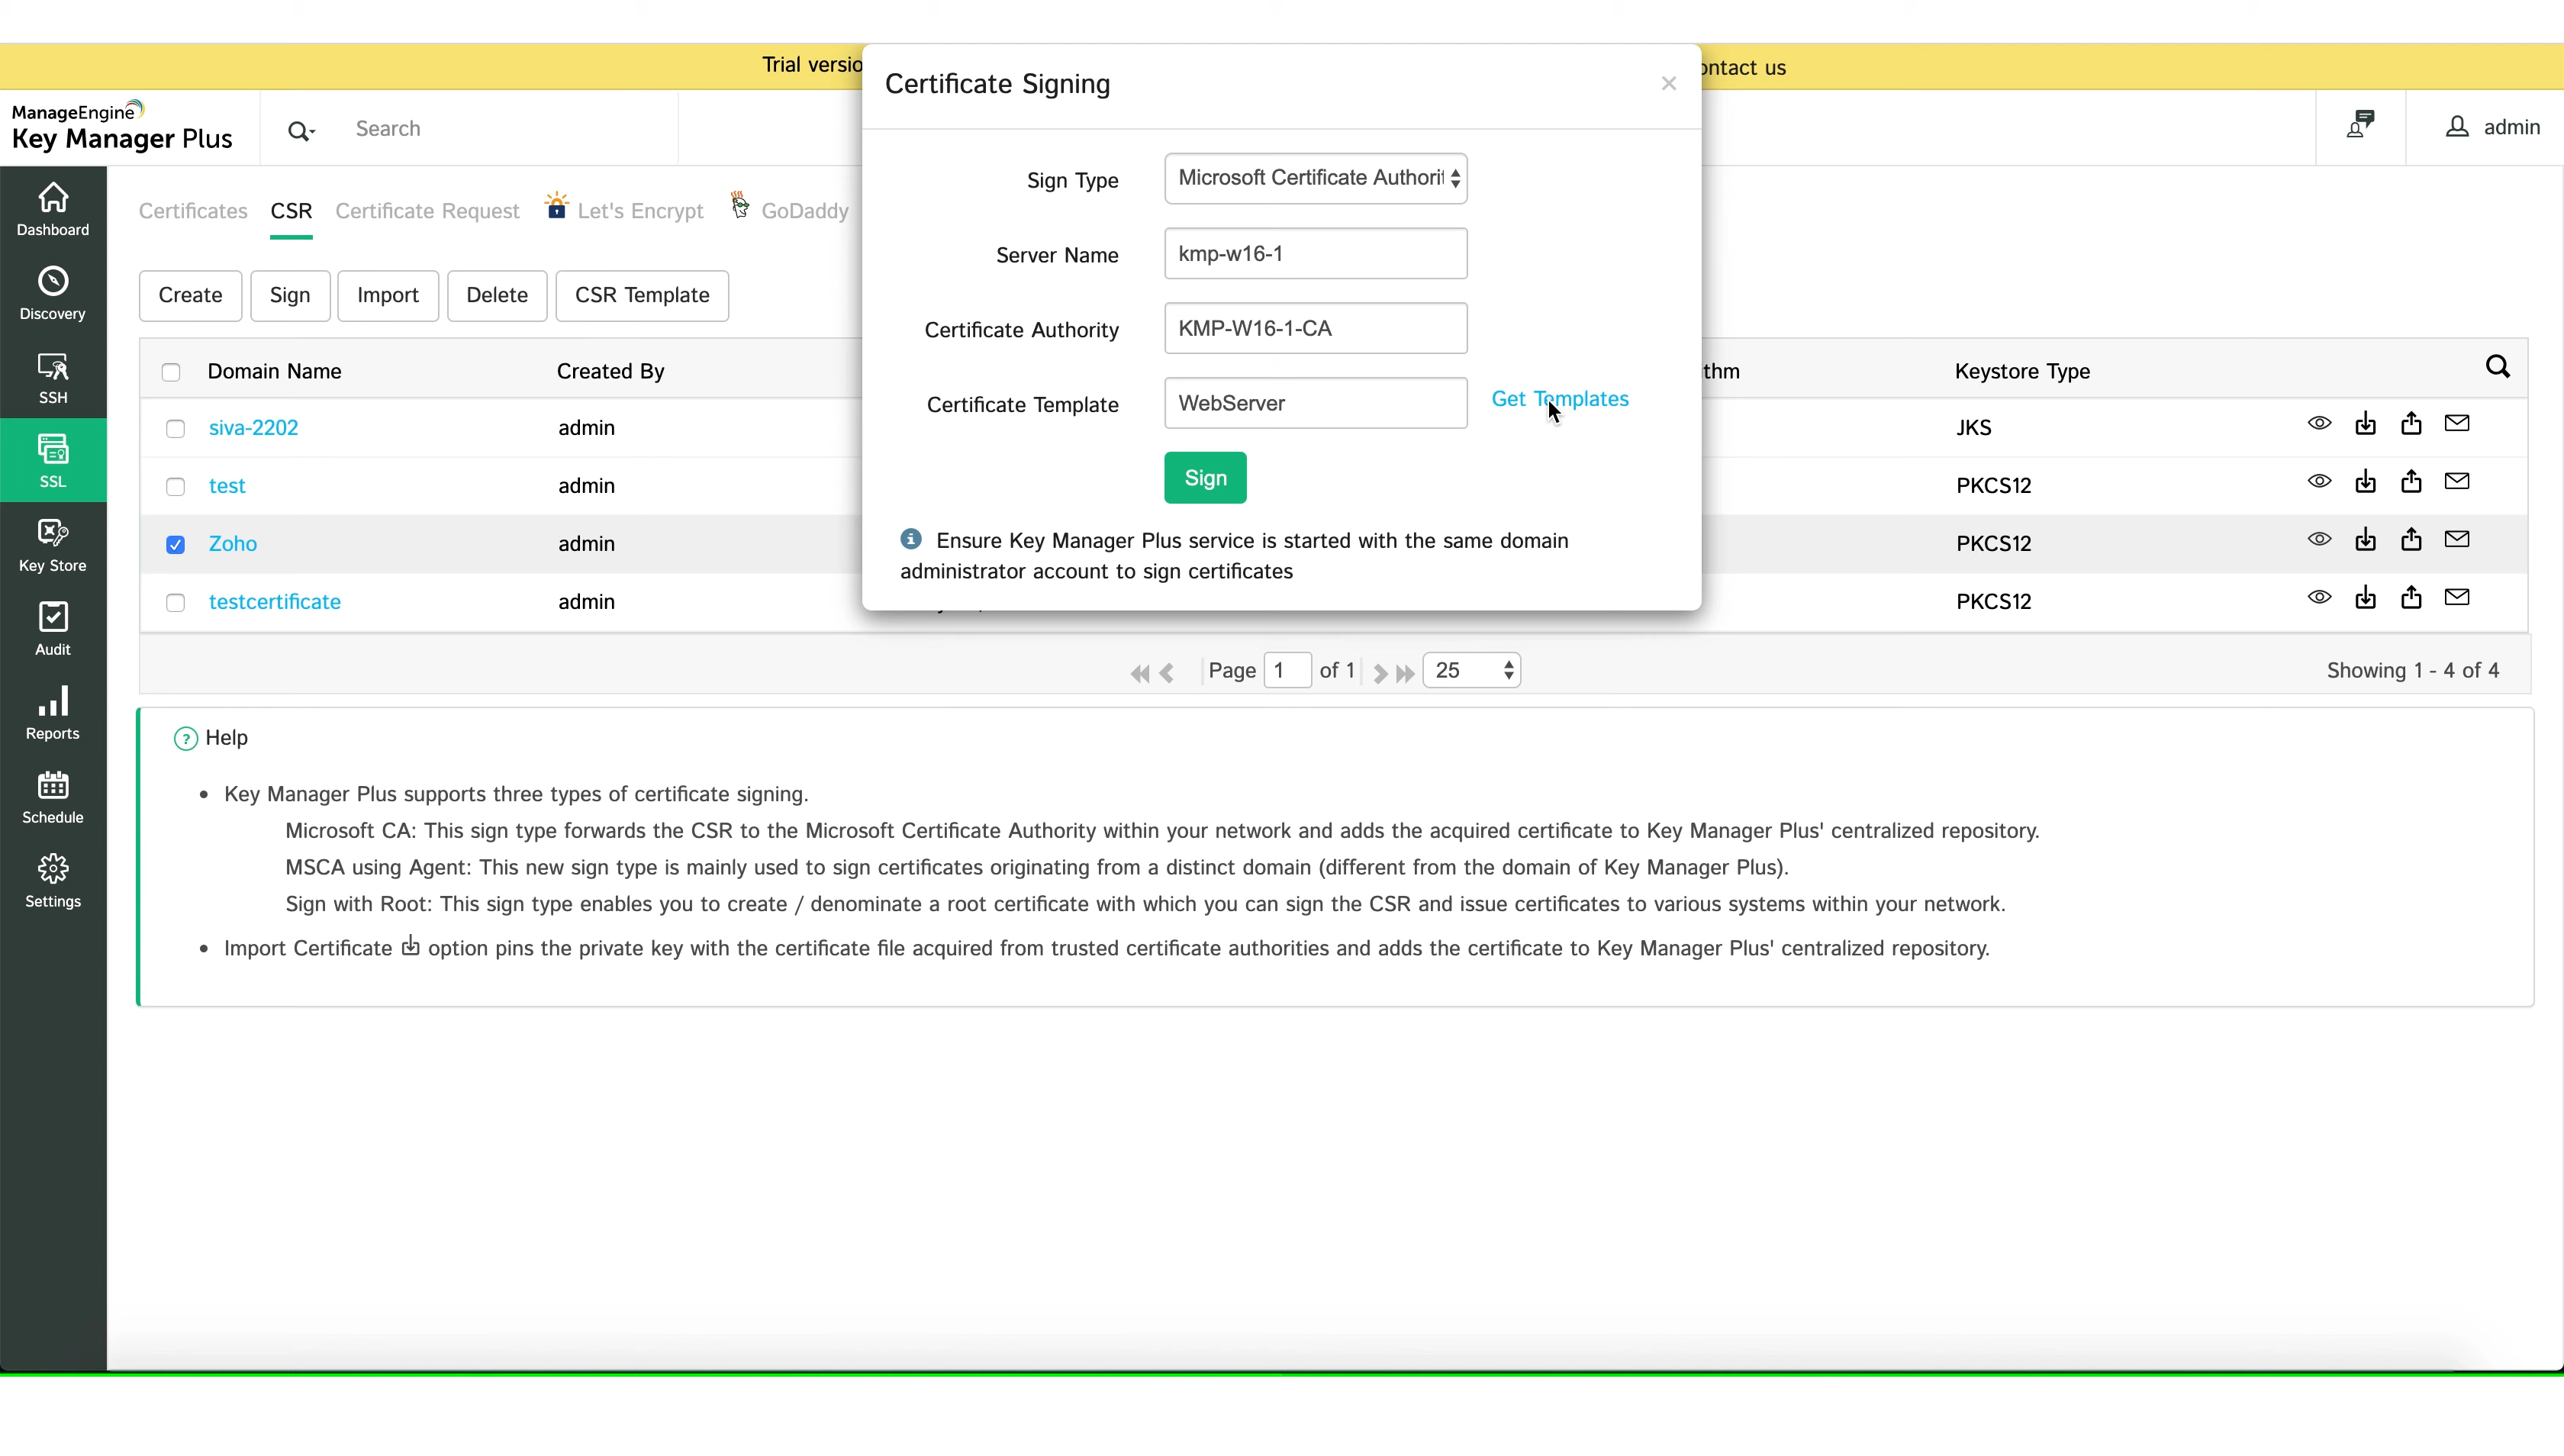 Trial versio
ontact us
ManageEngine
Key Manager Plus
Search
admin
Certificate Signing
Sign Type
Microsoft Certificate Authorit
Server Name
kmp-w16-1
Certificate Authority
KMP-W16-1-CA
Certificate Template
WebServer
Get Templates
Sign
Ensure Key Manager Plus service is started with the same domain
administrator account to sign certificates
Dashboard
Discovery
SSH
SSL
Key Store
Audit
Reports
Schedule
Settings
Certificates CSR Certificate Request Let's Encrypt GoDaddy
Create Sign Import Delete CSR Template
Domain Name Created By thm Keystore Type
siva-2202 admin JKS
test admin PKCS12
Zoho admin PKCS12
testcertificate admin PKCS12
Page 1 of 1 25 Showing 1 - 4 of 4
? Help
• Key Manager Plus supports three types of certificate signing.
Microsoft CA: This sign type forwards the CSR to the Microsoft Certificate Authority within your network and adds the acquired certificate to Key Manager Plus' centralized repository.
MSCA using Agent: This new sign type is mainly used to sign certificates originating from a distinct domain (different from the domain of Key Manager Plus).
Sign with Root: This sign type enables you to create / denominate a root certificate with which you can sign the CSR and issue certificates to various systems within your network.
• Import Certificate option pins the private key with the certificate file acquired from trusted certificate authorities and adds the certificate to Key Manager Plus' centralized repository.